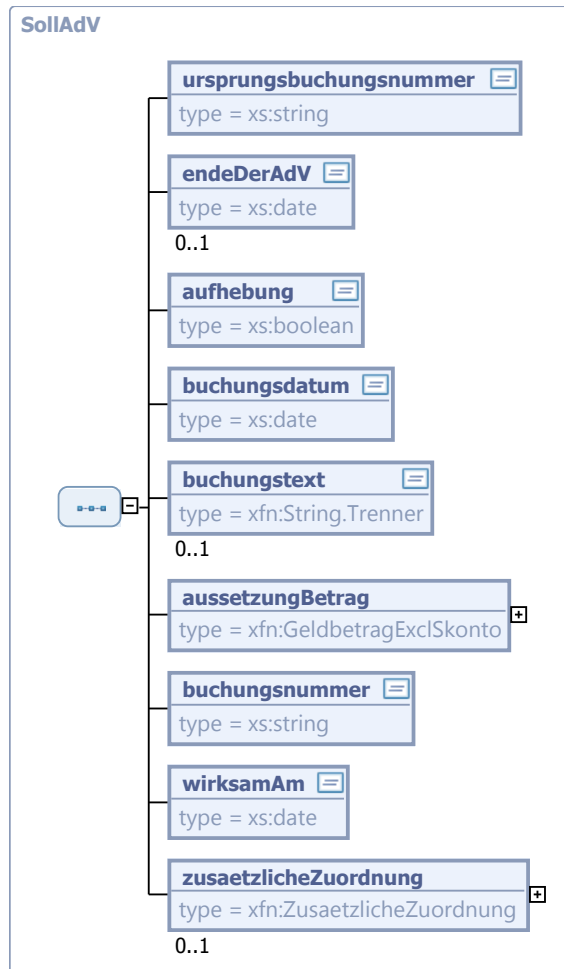 SollAdV
ursprungsbuchungsnummer
type = xs:string
endeDerAdV
type = xs:date
0..1
aufhebung
type = xs:boolean
buchungsdatum
type = xs:date
buchungstext
type = xfn:String.Trenner
0..1
aussetzungBetrag
type = xfn:GeldbetragExclSkonto
buchungsnummer
type = xs:string
wirksamAm
type = xs:date
zusaetzlicheZuordnung
type = xfn:ZusaetzlicheZuordnung
0..1